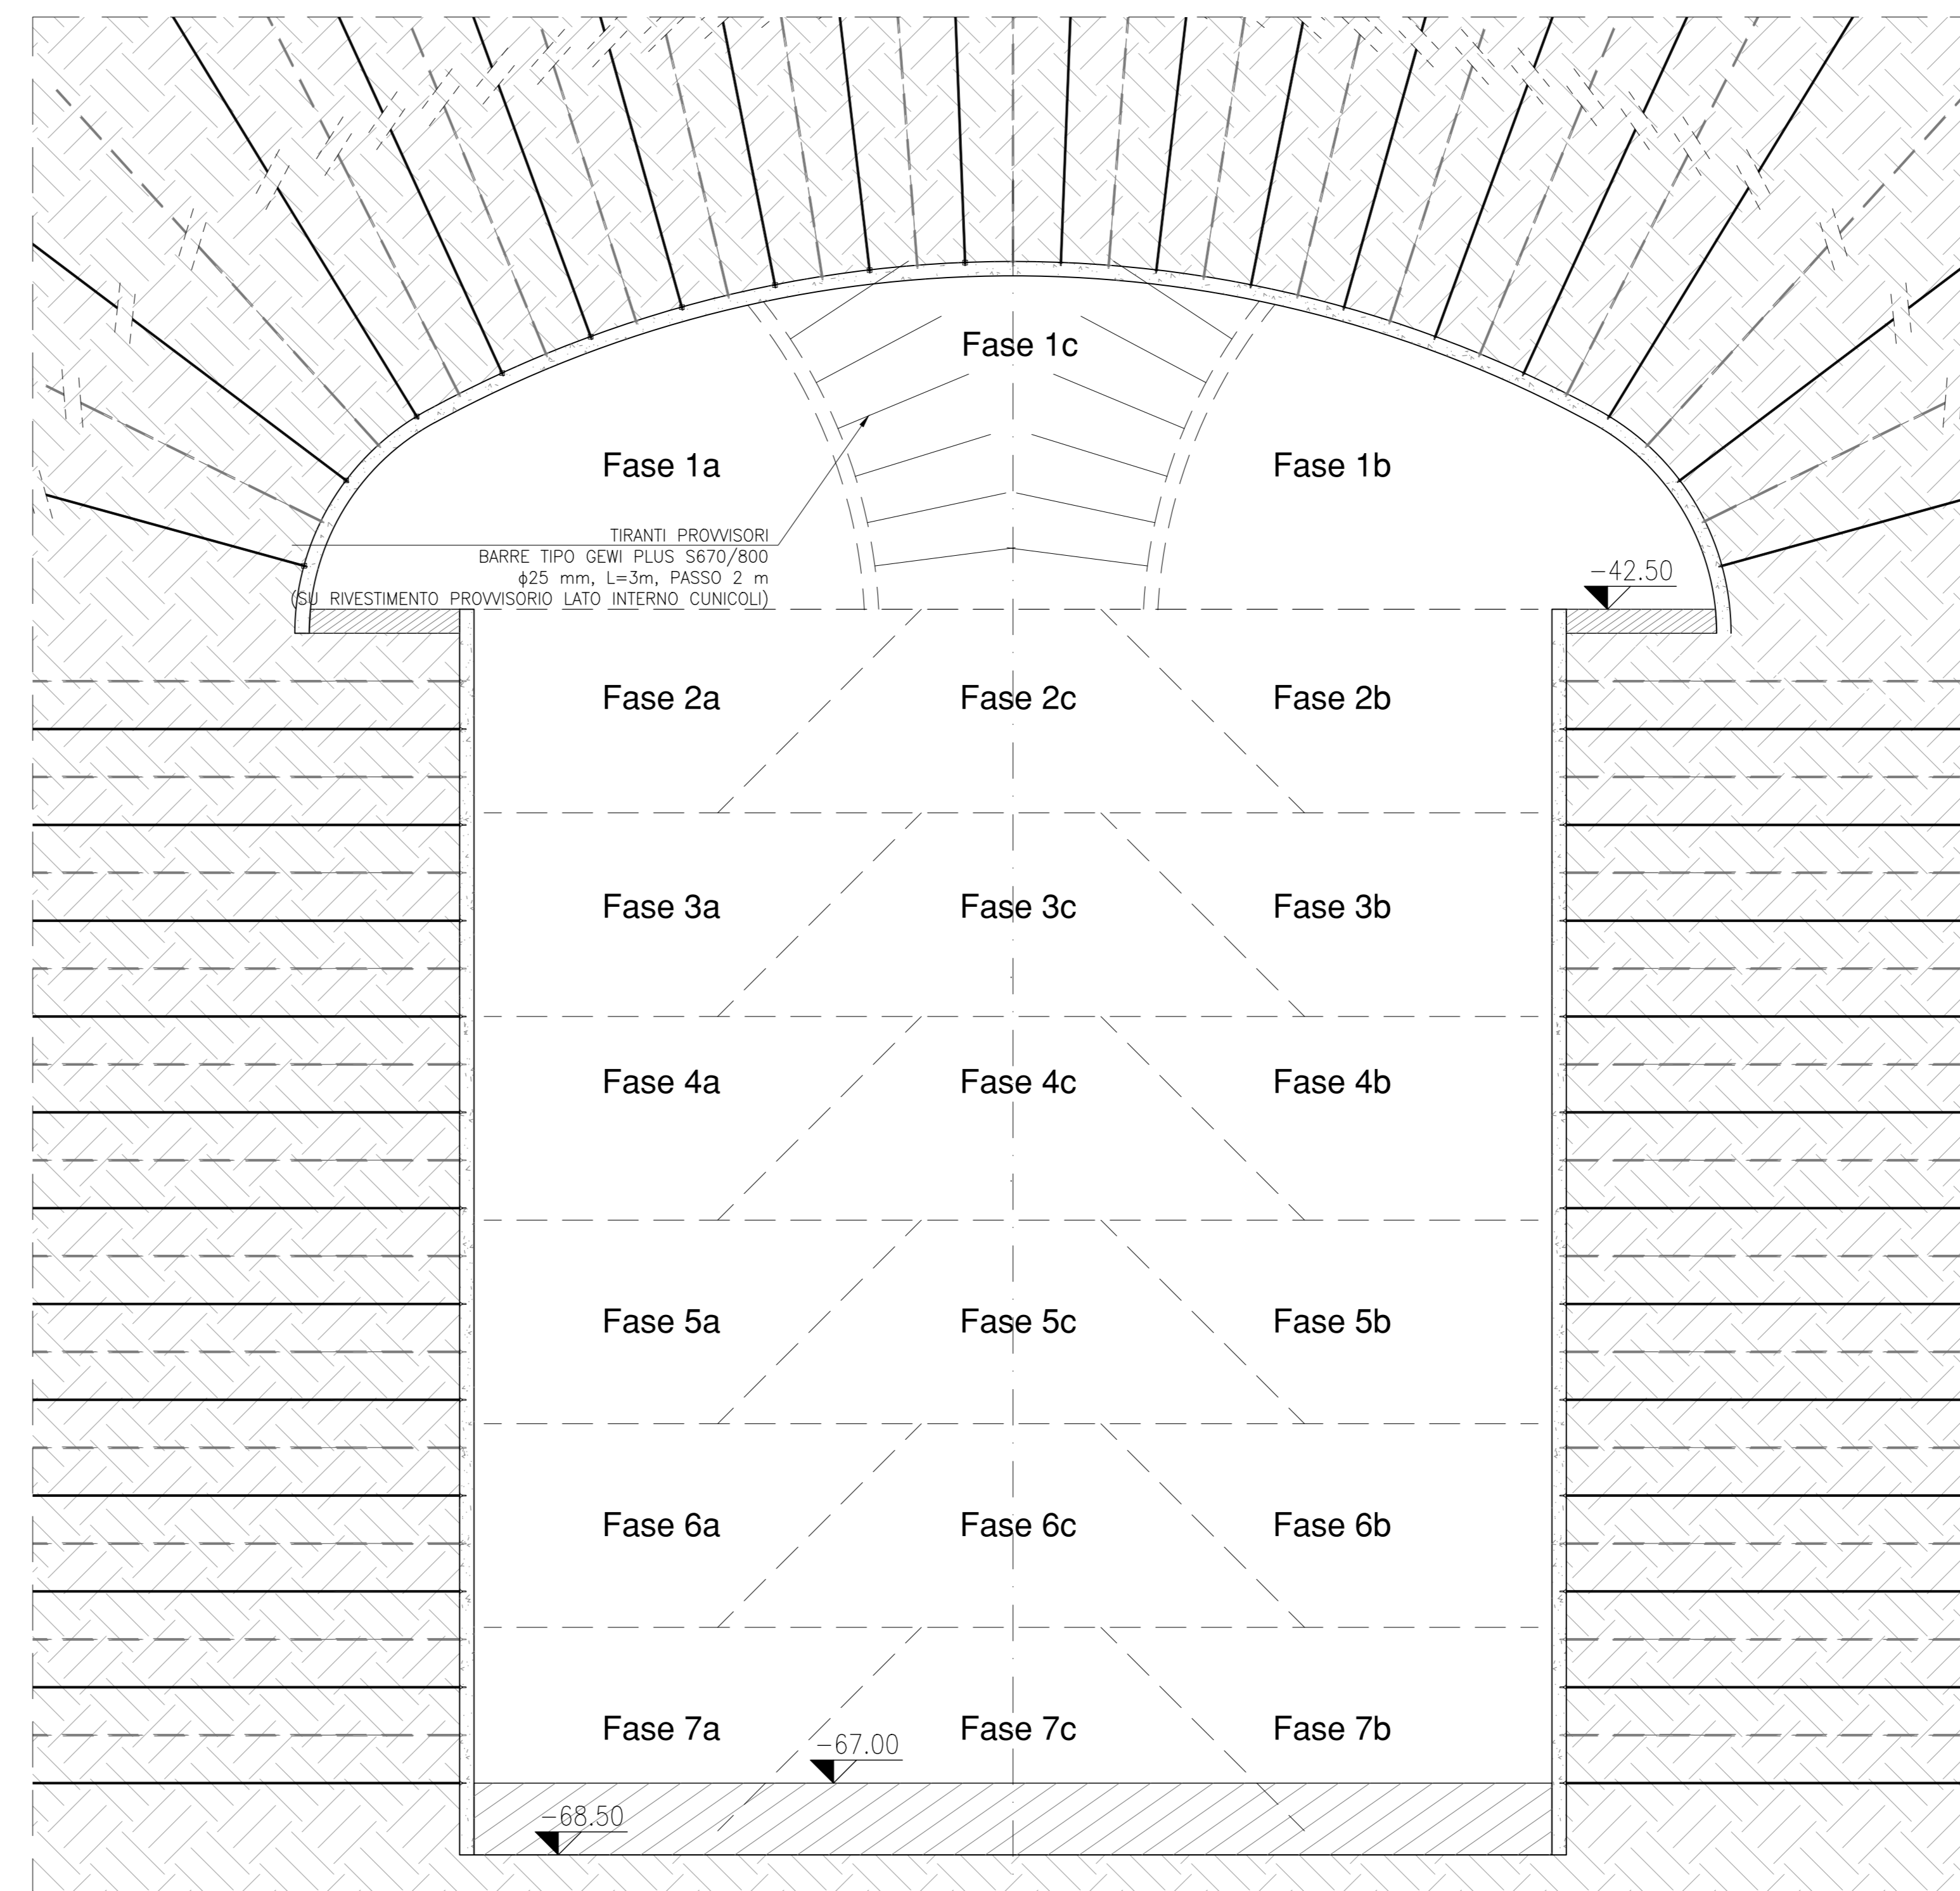 Fase 1c
Fase 1a
Fase 1b
TIRANTI PROVVISORI
BARRE TIPO GEWI PLUS S670/800
ϕ25 mm, L=3m, PASSO 2 m
(SU RIVESTIMENTO PROVVISORIO LATO INTERNO CUNICOLI)
-42.50
Fase 2a
Fase 2c
Fase 2b
Fase 3a
Fase 3c
Fase 3b
Fase 4a
Fase 4c
Fase 4b
Fase 5a
Fase 5c
Fase 5b
Fase 6a
Fase 6c
Fase 6b
Fase 7a
Fase 7c
Fase 7b
-67.00
-68.50